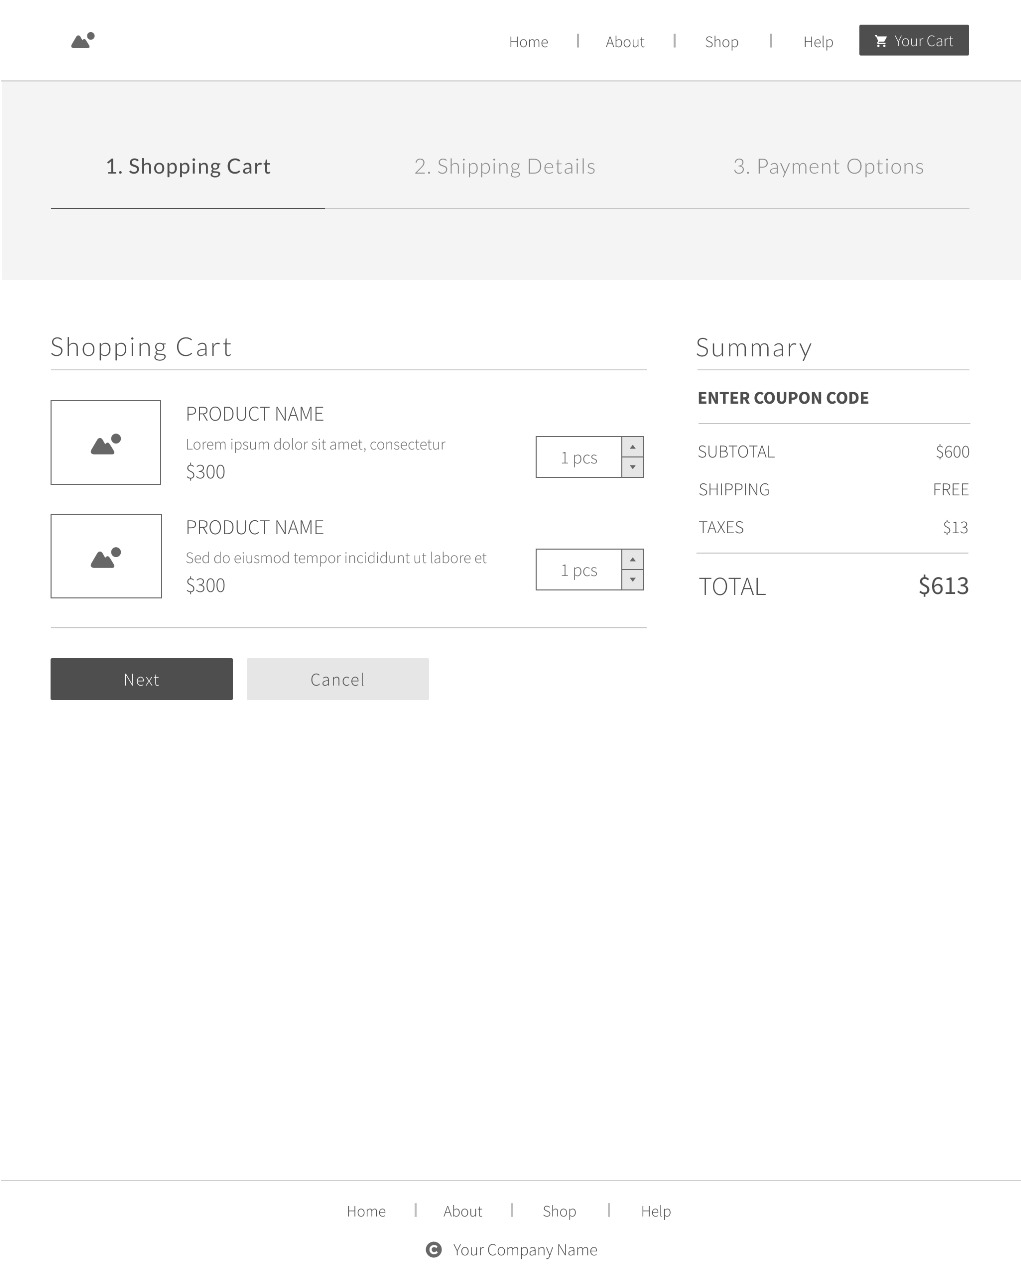 Home | About | Shop | Help Your Cart
1. Shopping Cart 2. Shipping Details 3. Payment Options
Shopping Cart
PRODUCT NAME
Lorem ipsum dolor sit amet, consectetur
$300
1 pcs
PRODUCT NAME
Sed do eiusmod tempor incididunt ut labore et
$300
1 pcs
Next Cancel
Summary
ENTER COUPON CODE
SUBTOTAL $600
SHIPPING FREE
TAXES $13
TOTAL $613
Home | About | Shop | Help
C Your Company Name